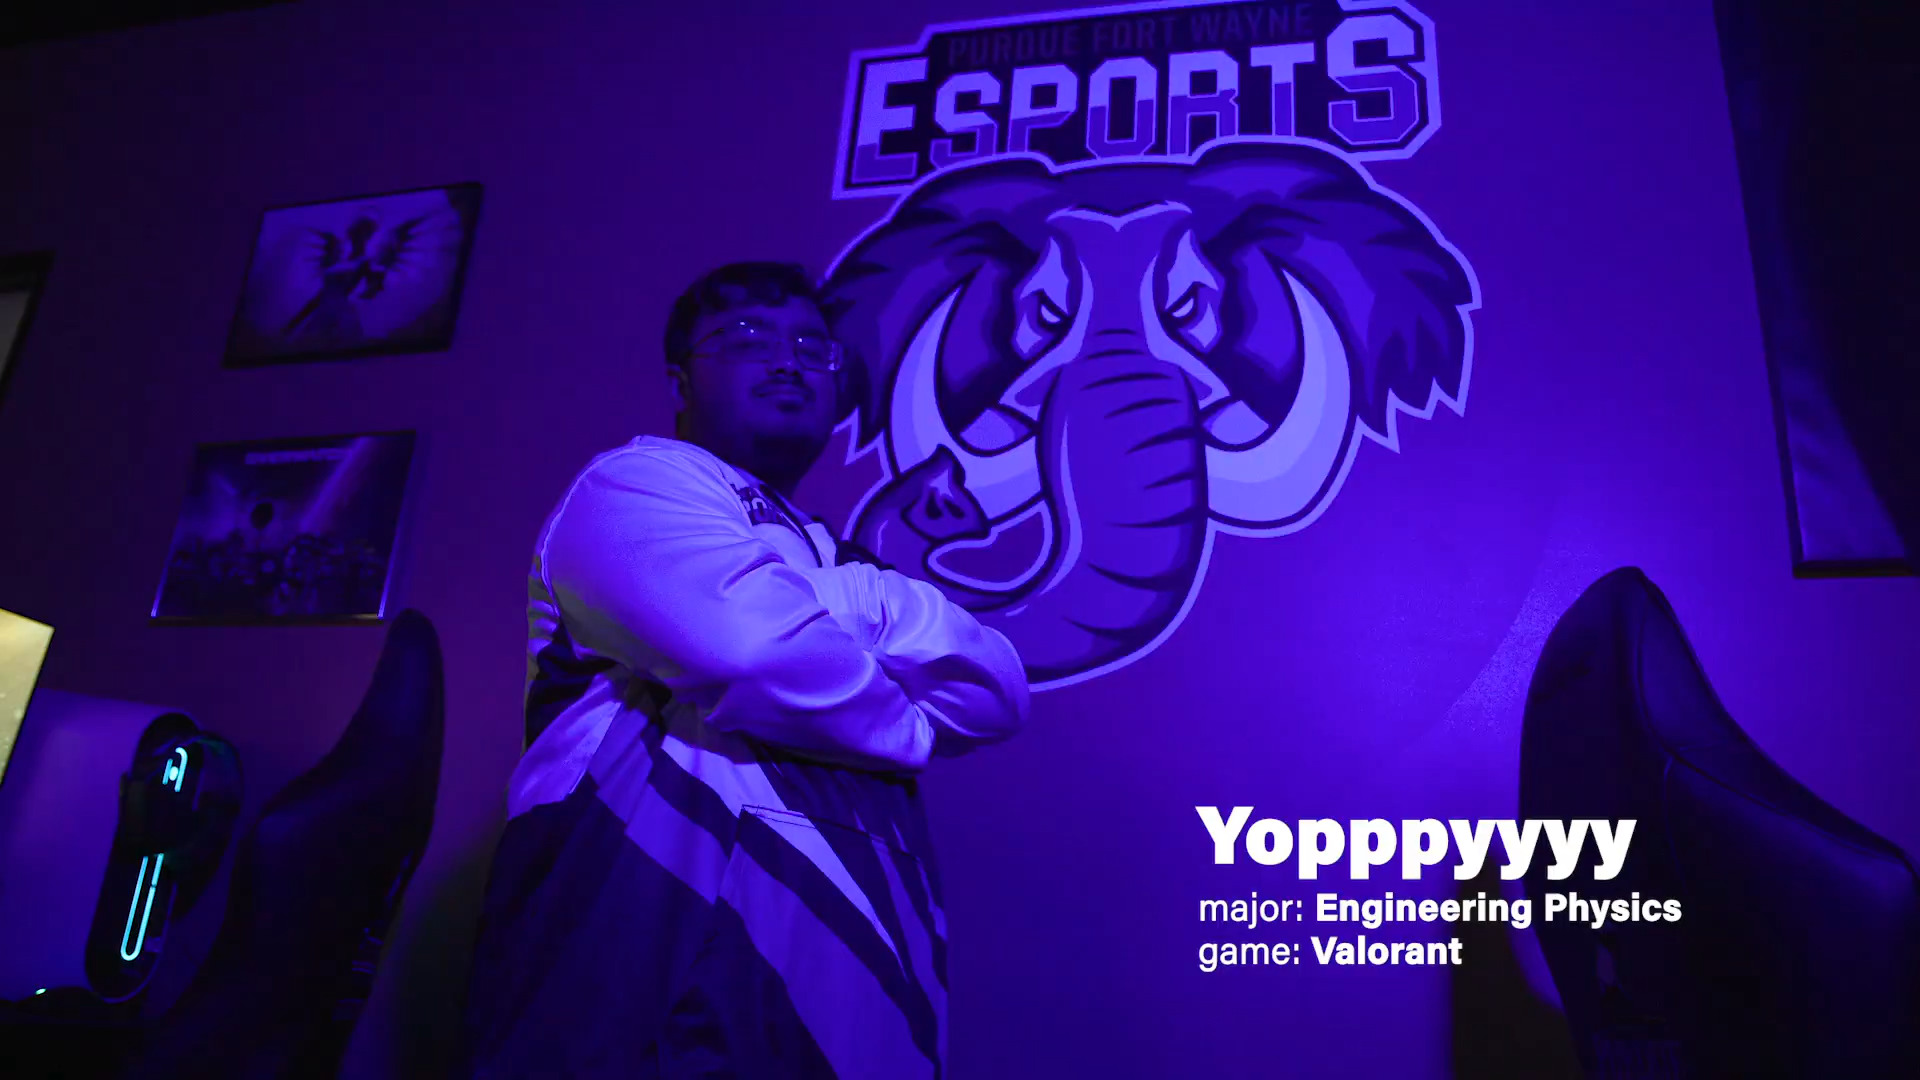 PURDUE FORT WAYNE
ESPORTS
Yopppyyyy
major: Engineering Physics
game: Valorant